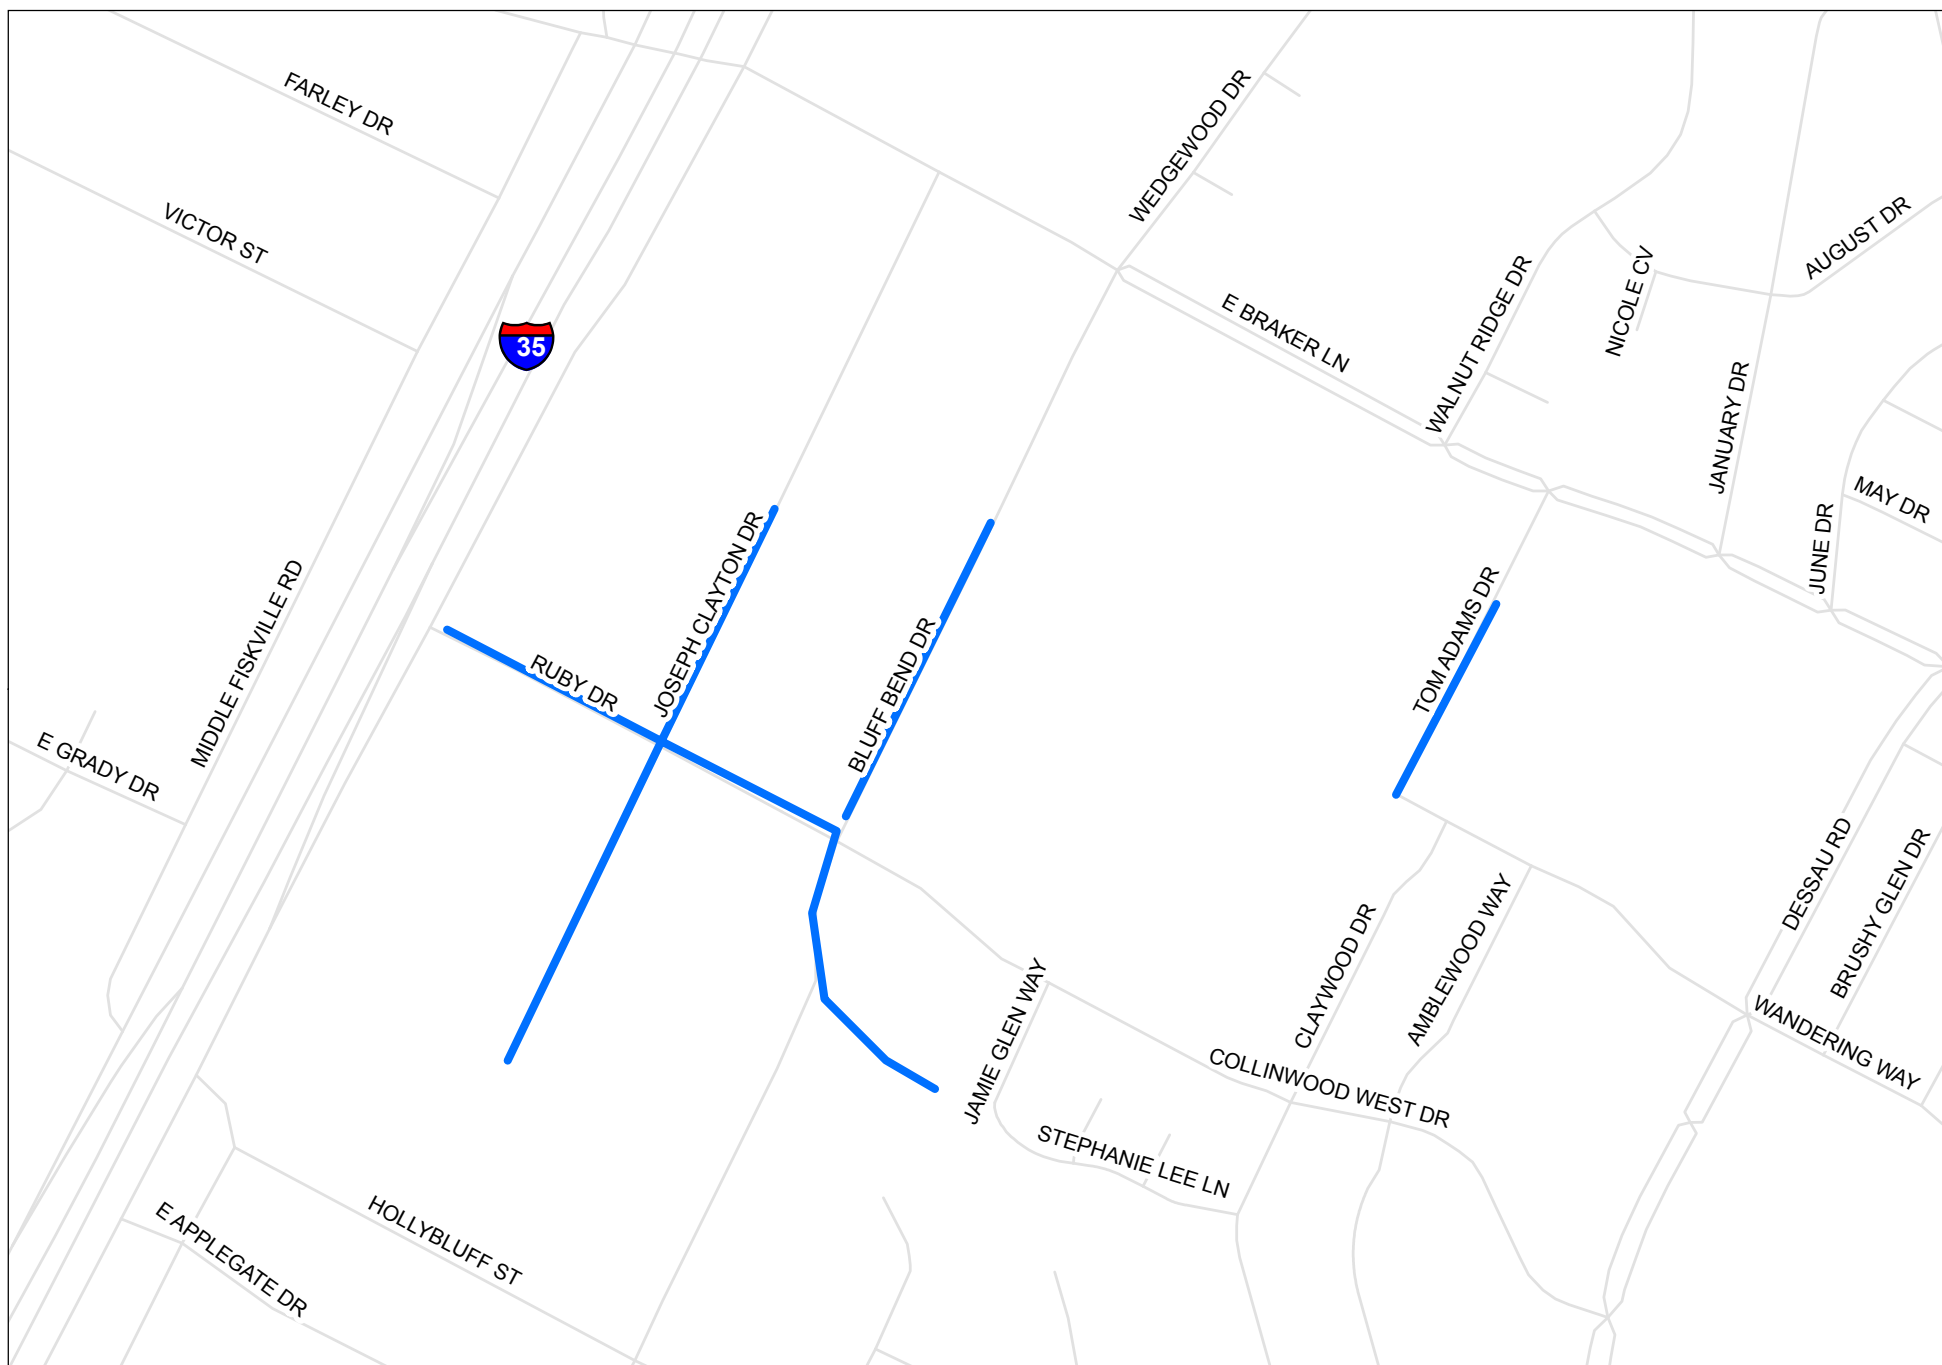 FARLEY DR
WEDGEWOOD DR
VICTOR ST
AUGUST DR
NICOLE CV
E BRAKER LN
WALNUT RIDGE DR
35
JANUARY DR
MAY DR
JUNE DR
JOSEPH CLAYTON DR
MIDDLE FISKVILLE RD
TOM ADAMS DR
BLUFF BEND DR
RUBY DR
E GRADY DR
DESSAU RD
BRUSHY GLEN DR
AMBLEWOOD WAY
CLAYWOOD DR
JAMIE GLEN WAY
WANDERING WAY
COLLINWOOD WEST DR
STEPHANIE LEE LN
HOLLYBLUFF ST
E APPLEGATE DR